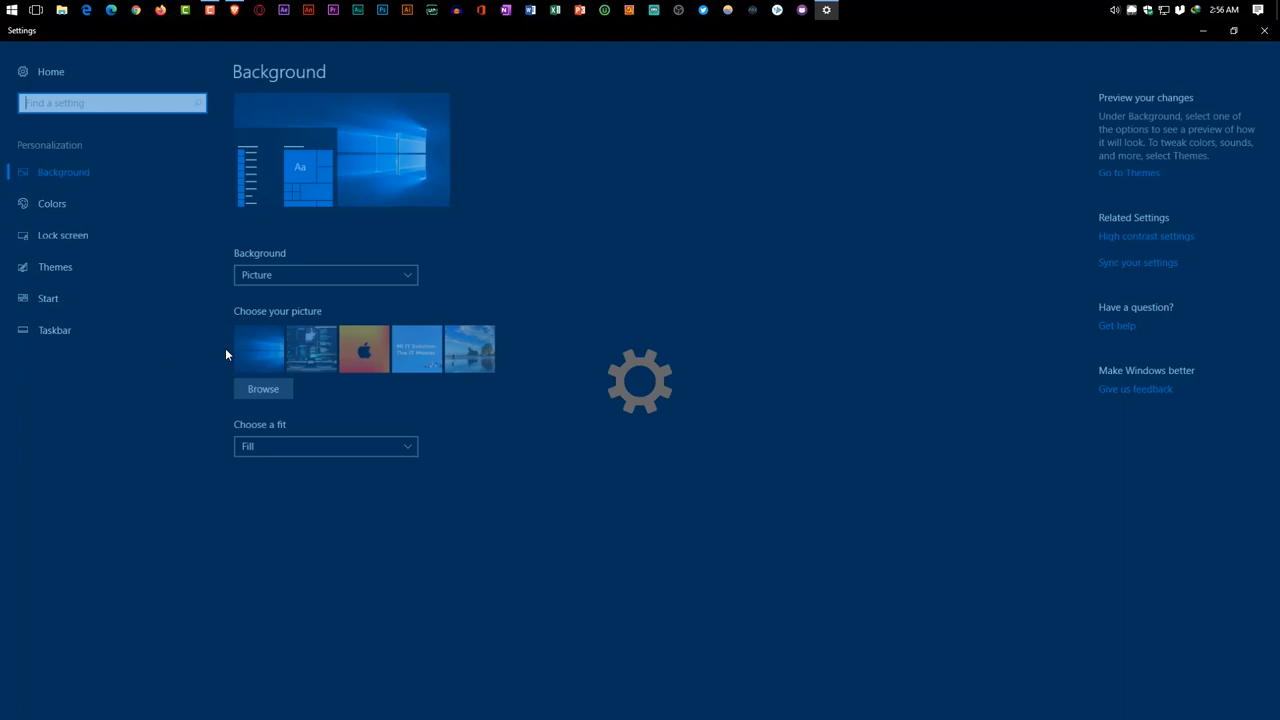 2:56 AM
Settings
Home
Find a setting
Personalization
Background
Colors
Lock screen
Themes
Start
Taskbar
Background
Aa
Background
Picture
Choose your picture
Browse
Choose a fit
Fill
Preview your changes
Under Background, select one of
the options to see a preview of how
it will look. To tweak colors, sounds,
and more, select Themes.
Go to Themes
Related Settings
High contrast settings
Sync your settings
Have a question?
Get help
Make Windows better
Give us feedback